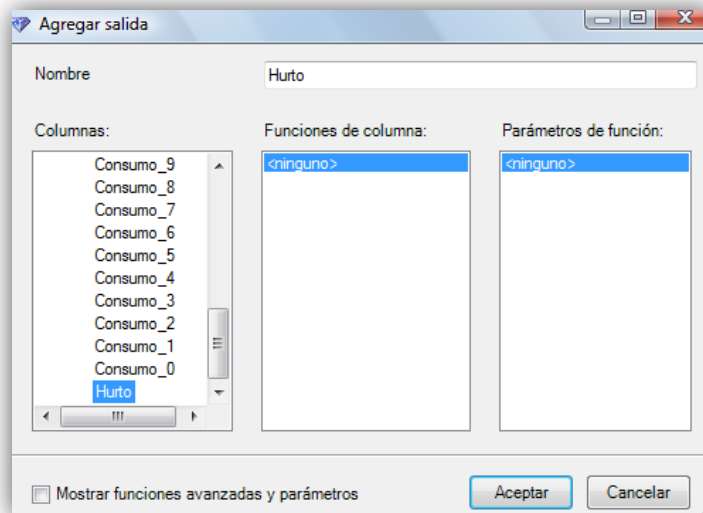 Agregar salida
Nombre
Hurto
Columnas:
Funciones de columna:
Parámetros de función:
Consumo_9
Consumo_8
Consumo_7
Consumo_6
Consumo_5
Consumo_4
Consumo_3
Consumo_2
Consumo_1
Consumo_0
Hurto
<ninguno>
<ninguno>
Mostrar funciones avanzadas y parámetros
Aceptar
Cancelar